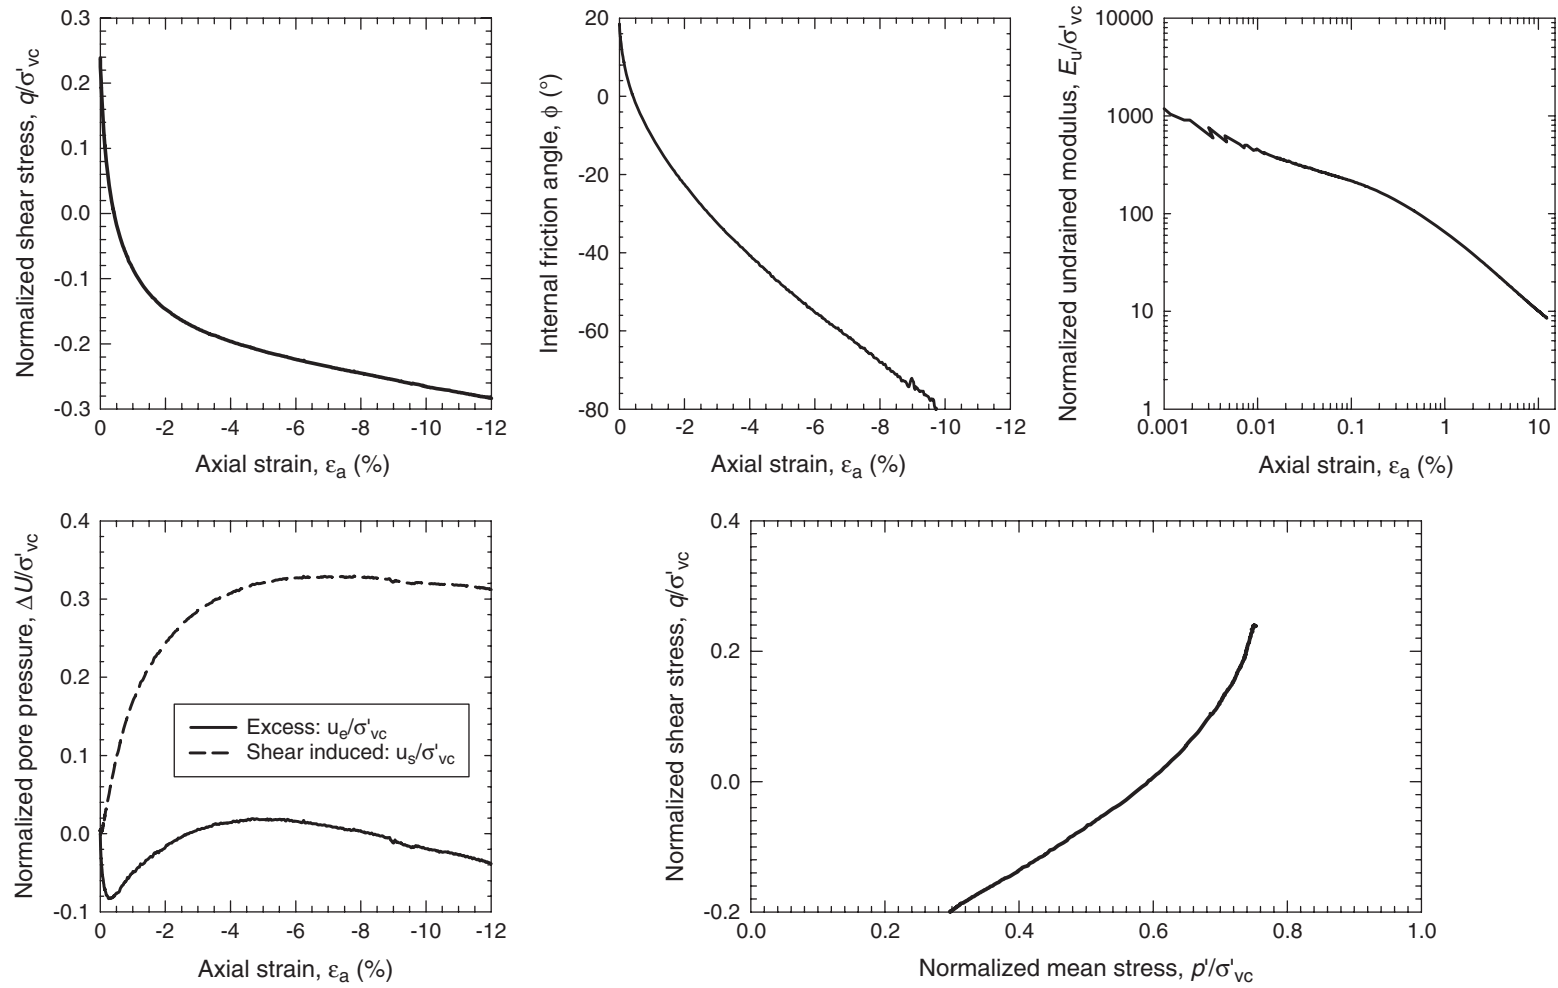 Normalized shear stress, q/σ'vc
0.3
0.2
0.1
0.0
-0.1
-0.2
-0.3
0 -2 -4 -6 -8 -10 -12
Axial strain, εa (%)
Internal friction angle, ϕ (°)
20
0
-20
-40
-60
-80
0 -2 -4 -6 -8 -10 -12
Axial strain, εa (%)
Normalized undrained modulus, Eu/σ'vc
10000
1000
100
10
1
0.001 0.01 0.1 1 10
Axial strain, εa (%)
Normalized pore pressure, ΔU/σ'vc
0.4
0.3
0.2
0.1
0.0
-0.1
Excess: ue/σ'vc
Shear induced: us/σ'vc
0 -2 -4 -6 -8 -10 -12
Axial strain, εa (%)
Normalized shear stress, q/σ'vc
0.4
0.2
0.0
-0.2
0.0 0.2 0.4 0.6 0.8 1.0
Normalized mean stress, p'/σ'vc